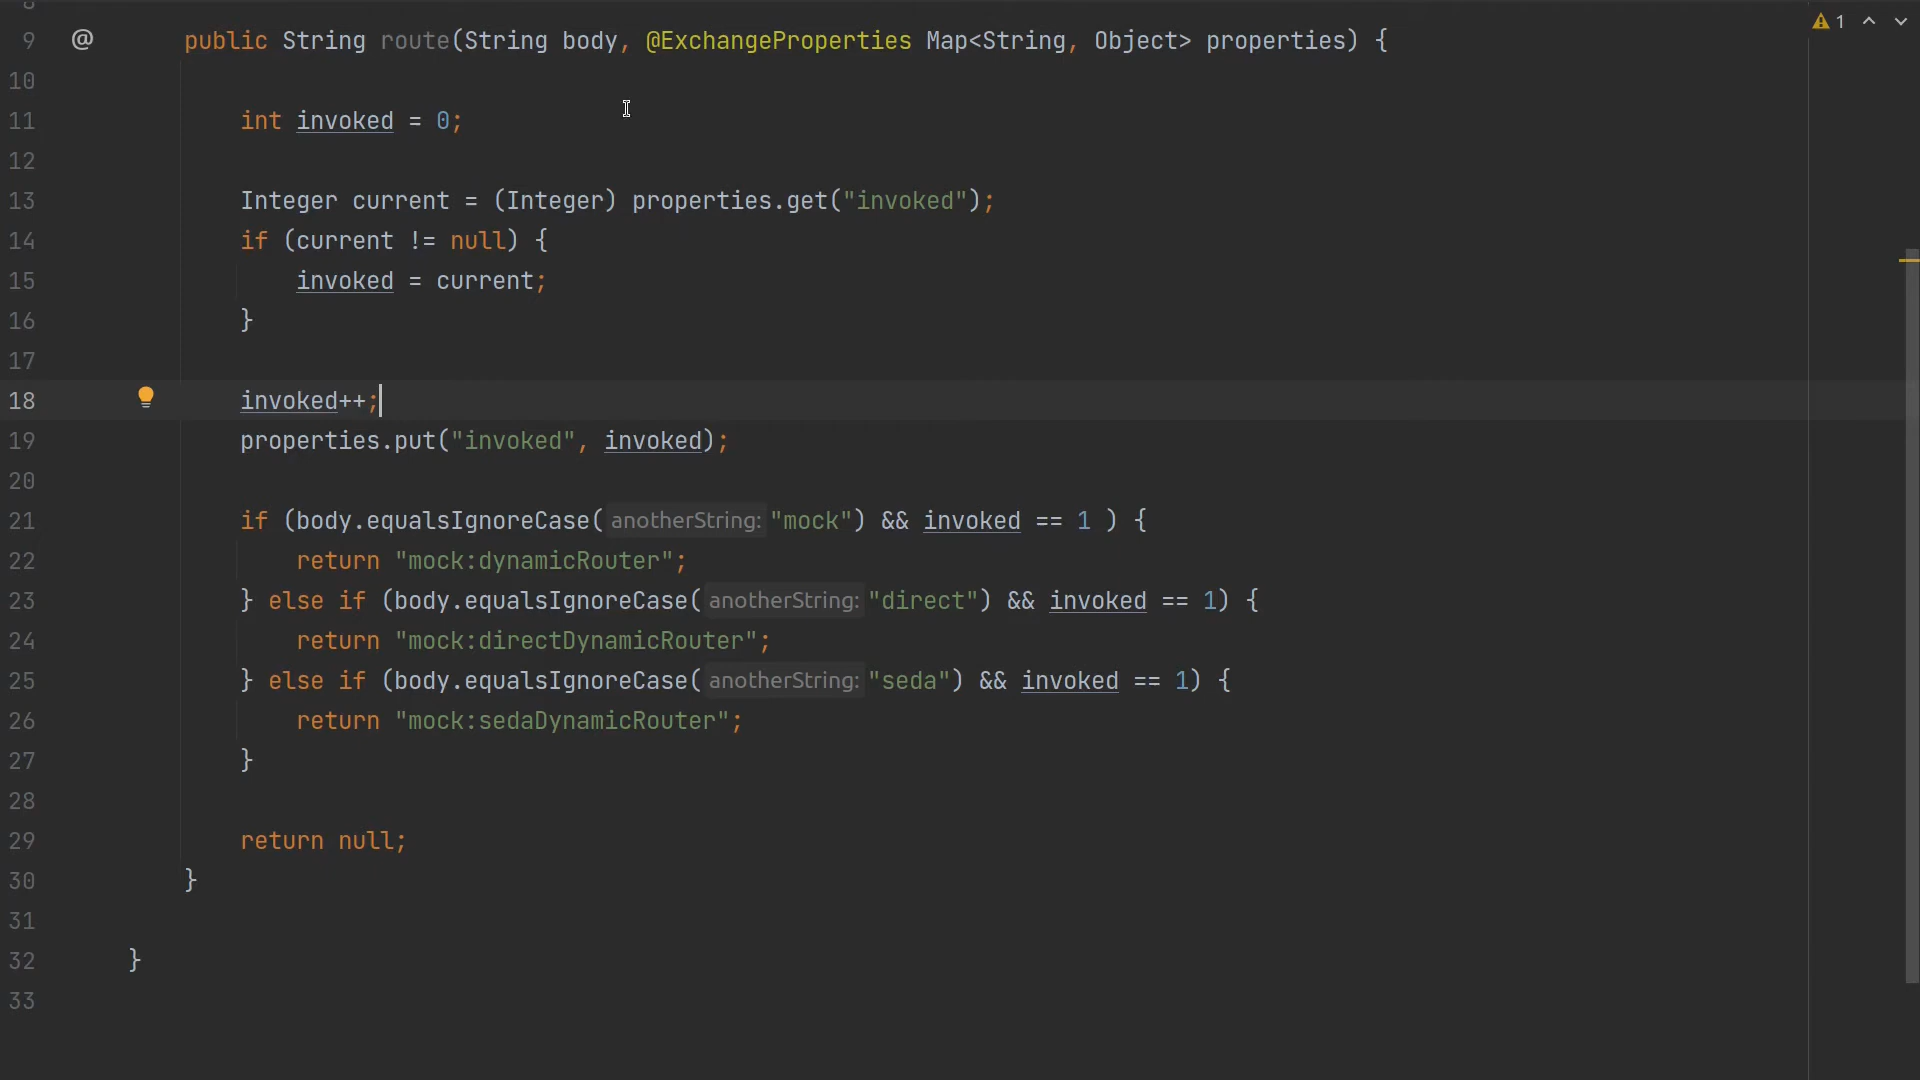 9 @ public String route(String body, @ExchangeProperties Map<String, Object> properties) {
1
10
11 int invoked = 0;
12
13 Integer current = (Integer) properties.get("invoked");
14 if (current != null) {
15 invoked = current;
16 }
17
18 invoked++;
19 properties.put("invoked", invoked);
20
21 if (body.equalsIgnoreCase( anotherString: "mock") && invoked == 1 ) {
22 return "mock:dynamicRouter";
23 } else if (body.equalsIgnoreCase( anotherString: "direct") && invoked == 1) {
24 return "mock:directDynamicRouter";
25 } else if (body.equalsIgnoreCase( anotherString: "seda") && invoked == 1) {
26 return "mock:sedaDynamicRouter";
27 }
28
29 return null;
30 }
31
32 }
33